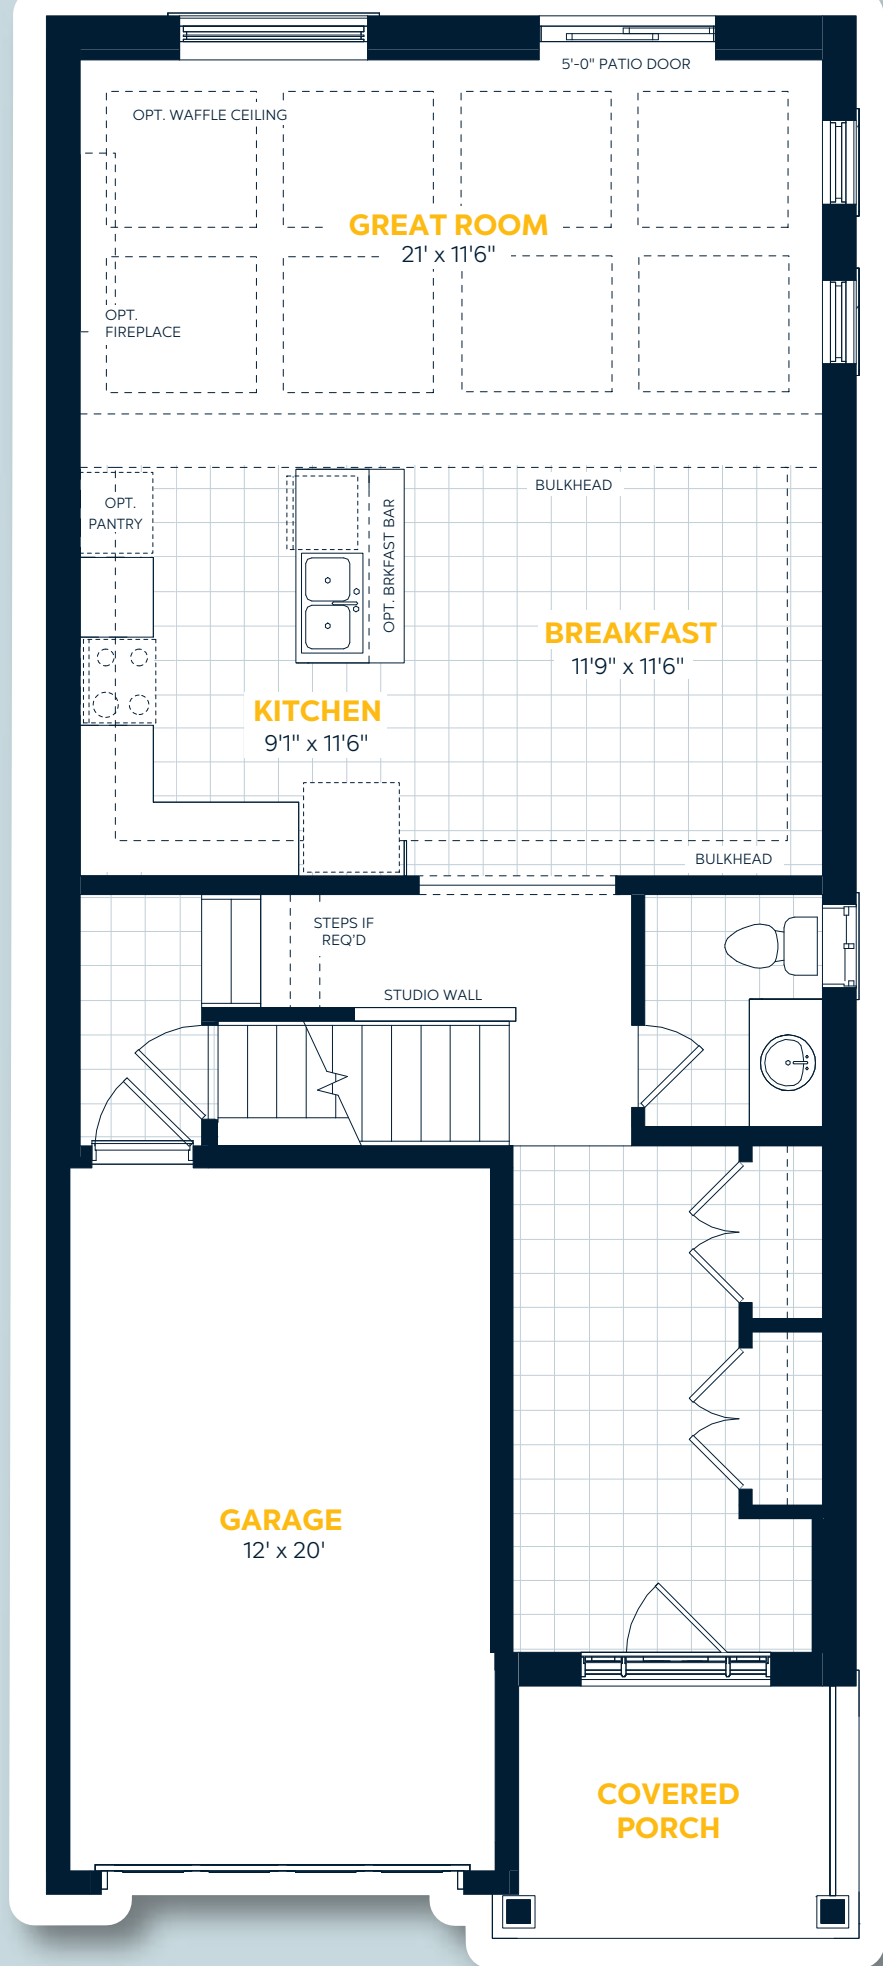 5'-0" PATIO DOOR
OPT. WAFFLE CEILING
GREAT ROOM
21' x 11'6"
OPT.
FIREPLACE
BULKHEAD
OPT.
PANTRY
OPT. BRKFAST BAR
BREAKFAST
11'9" x 11'6"
KITCHEN
9'1" x 11'6"
BULKHEAD
STEPS IF
REQ'D
STUDIO WALL
GARAGE
12' x 20'
COVERED
PORCH